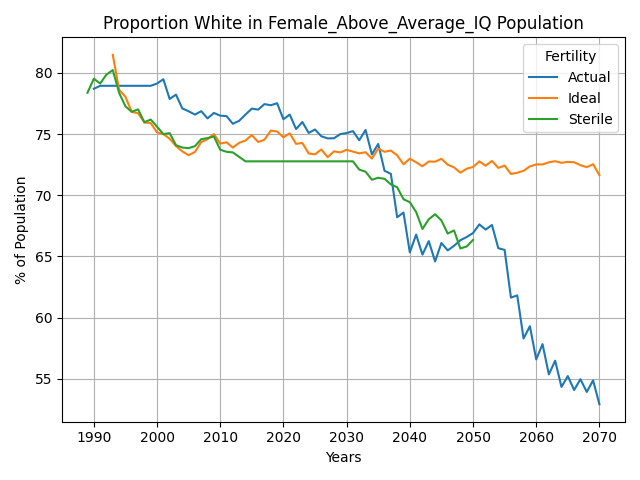 Proportion White in Female_Above_Average_IQ Population
Fertility
Actual
Ideal
Sterile
% of Population
80
75
70
65
60
55
1990 2000 2010 2020 2030 2040 2050 2060 2070
Years